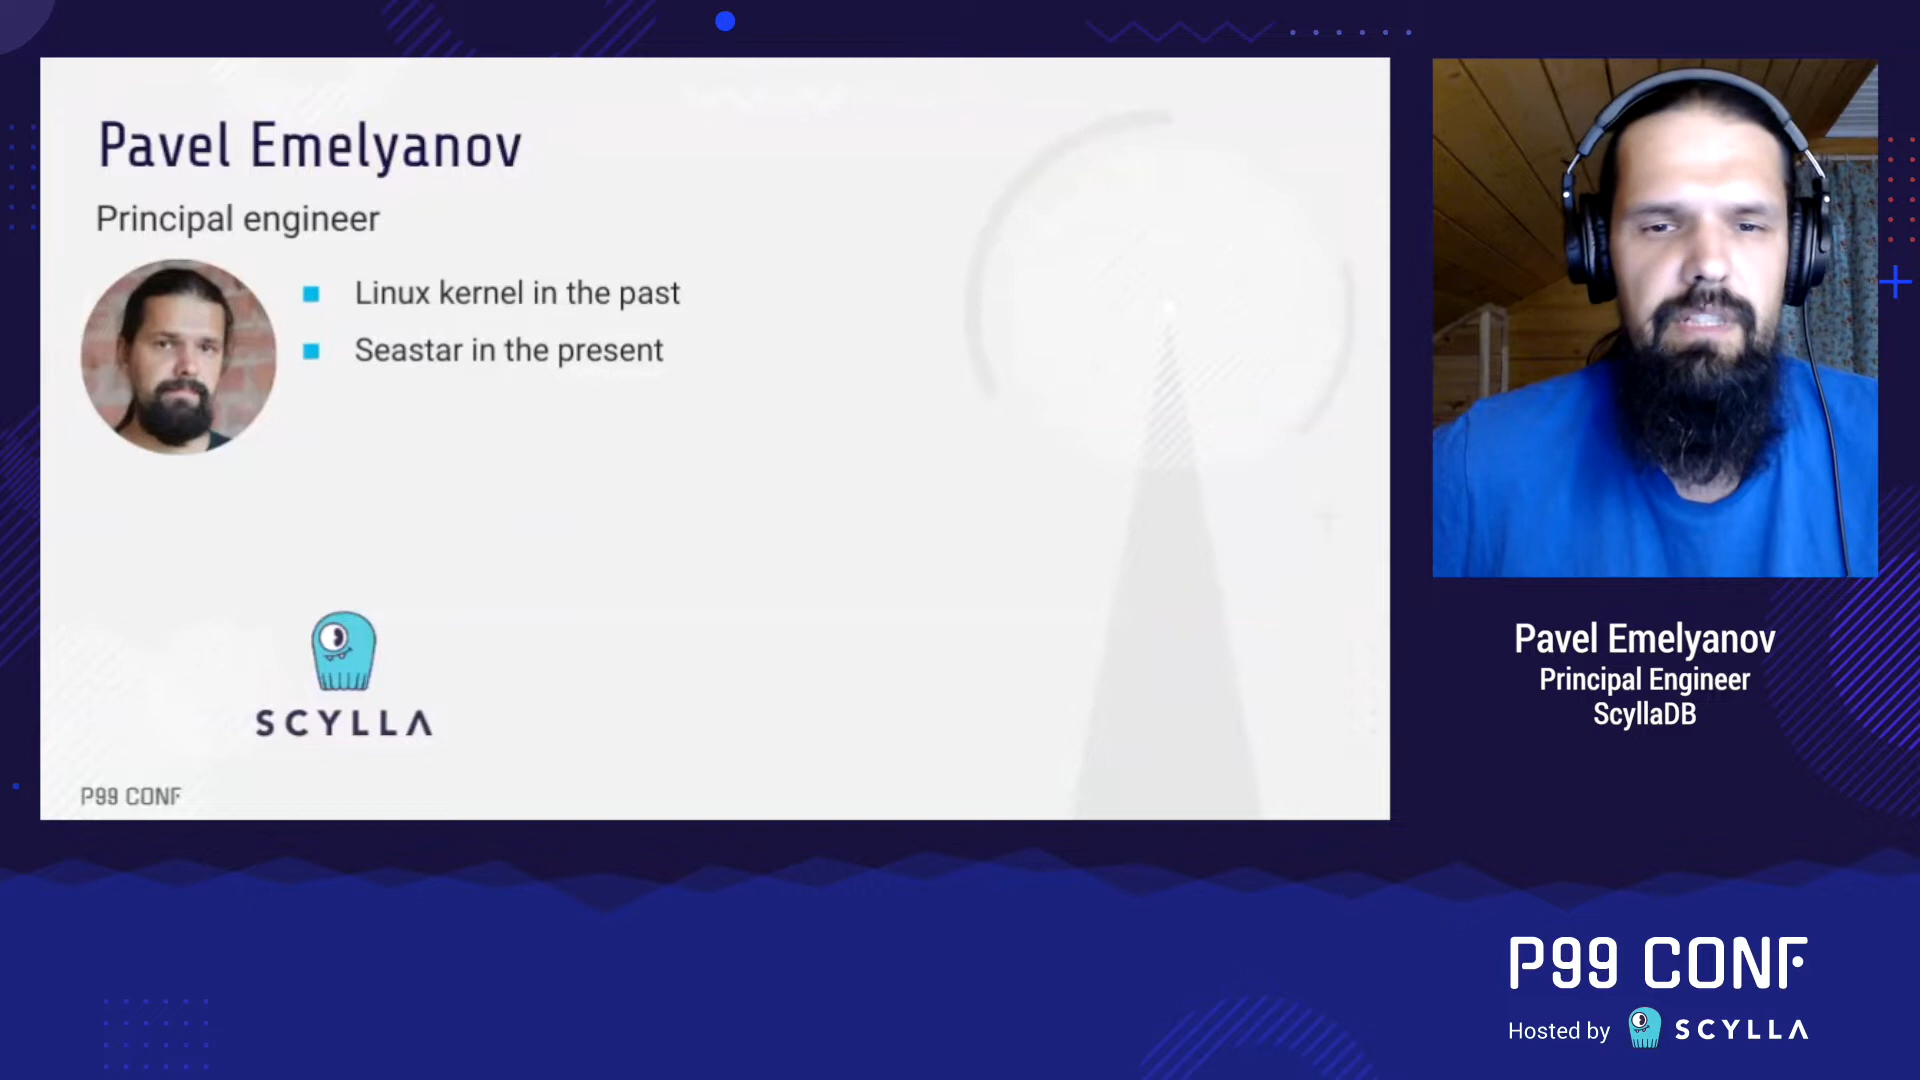 Pavel Emelyanov
Principal engineer
Linux kernel in the past
Seastar in the present
SCYLLA
P99 CONF
Pavel Emelyanov
Principal Engineer
ScyllaDB
P99 CONF
Hosted by SCYLLA